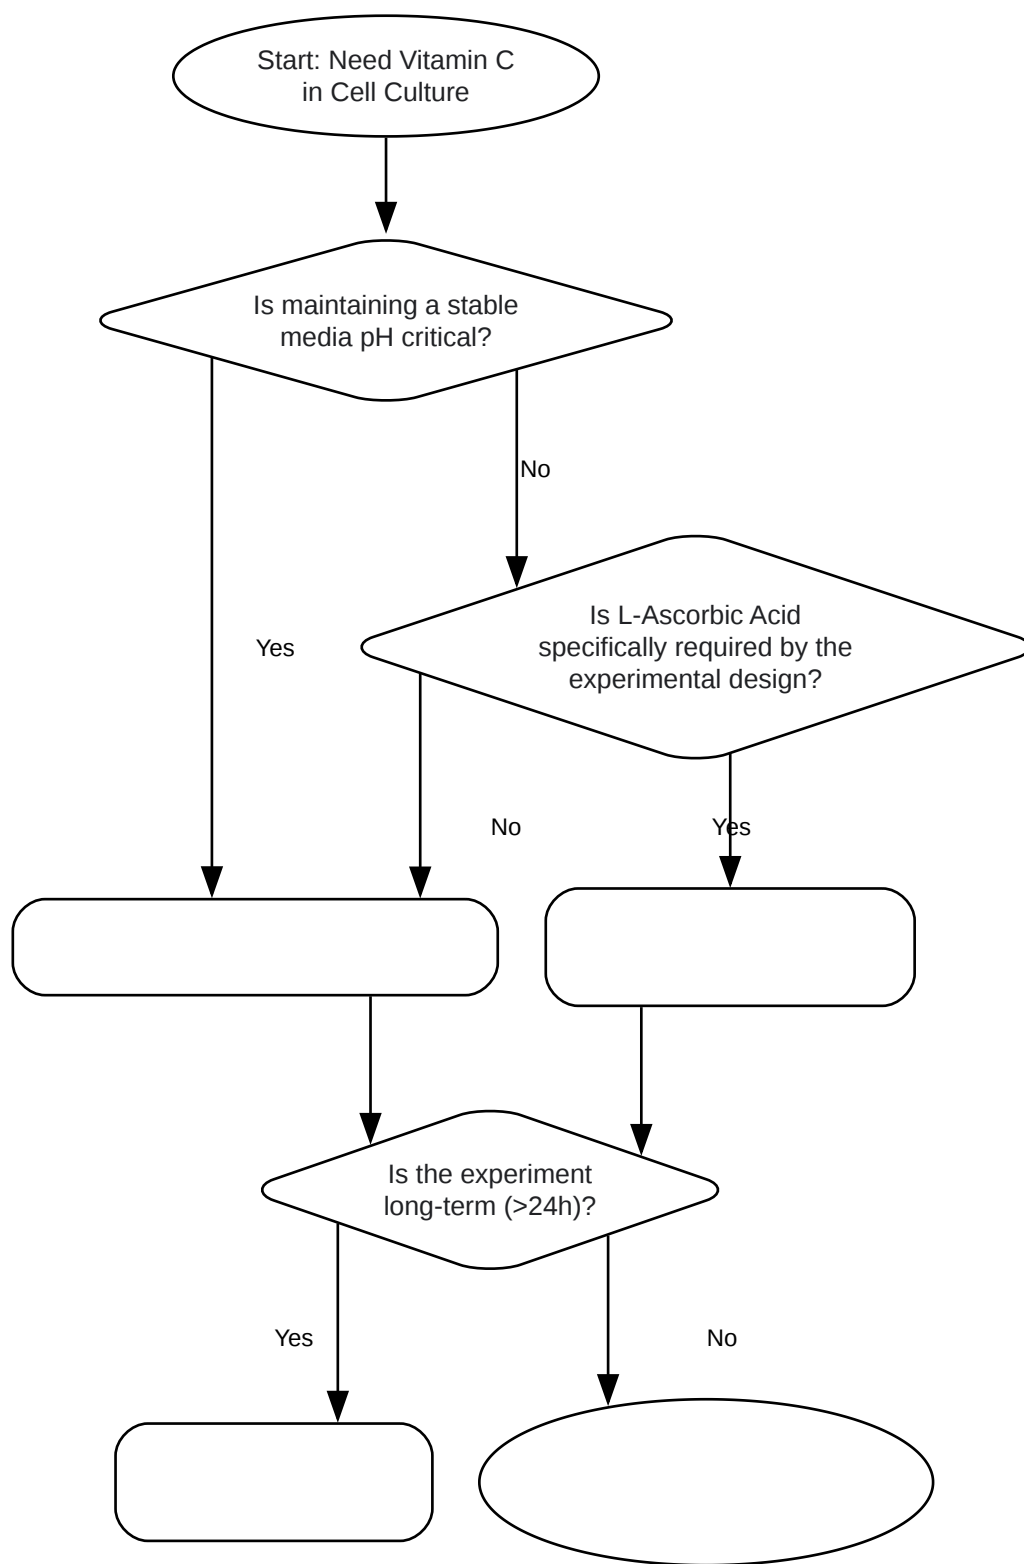 Start: Need Vitamin C
in Cell Culture
Is maintaining a stable
media pH critical?
No
Is L-Ascorbic Acid
specifically required by the
experimental design?
Yes
No
Yes
Is the experiment
long-term (>24h)?
Yes
No